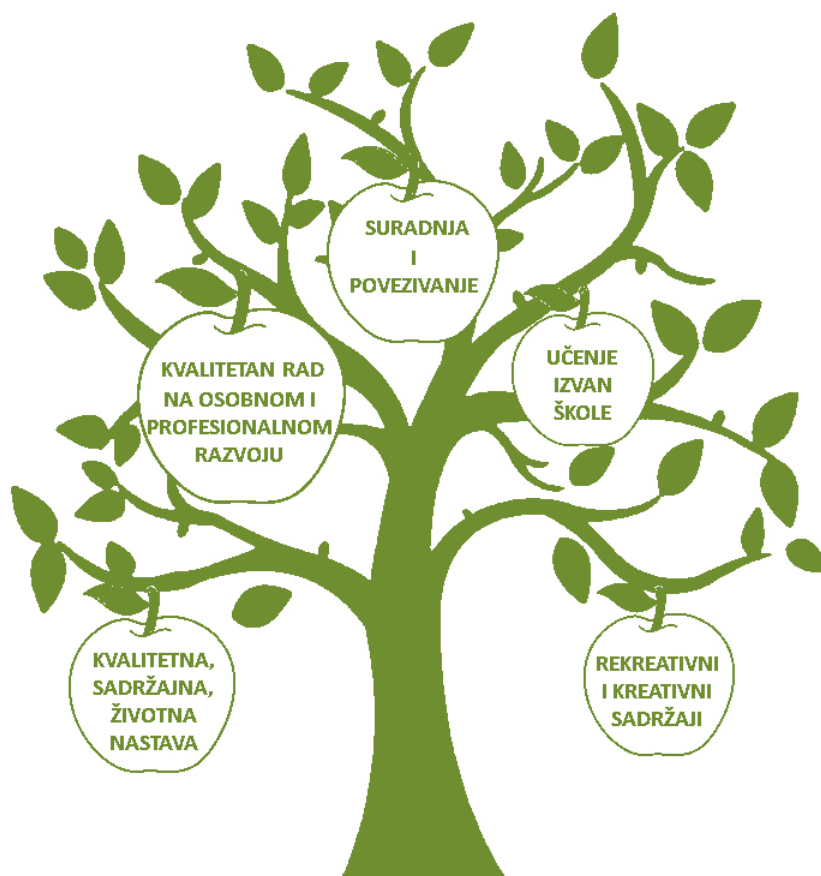 SURADNJA
I
POVEZIVANJE
KVALITETAN RAD
NA OSOBNOM I
PROFESIONALNOM
RAZVOJU
UČENJE
IZVAN
ŠKOLE
KVALITETNA,
SADRŽAJNA,
ŽIVOTNA
NASTAVA
REKREATIVNI
I KREATIVNI
SADRŽAJI